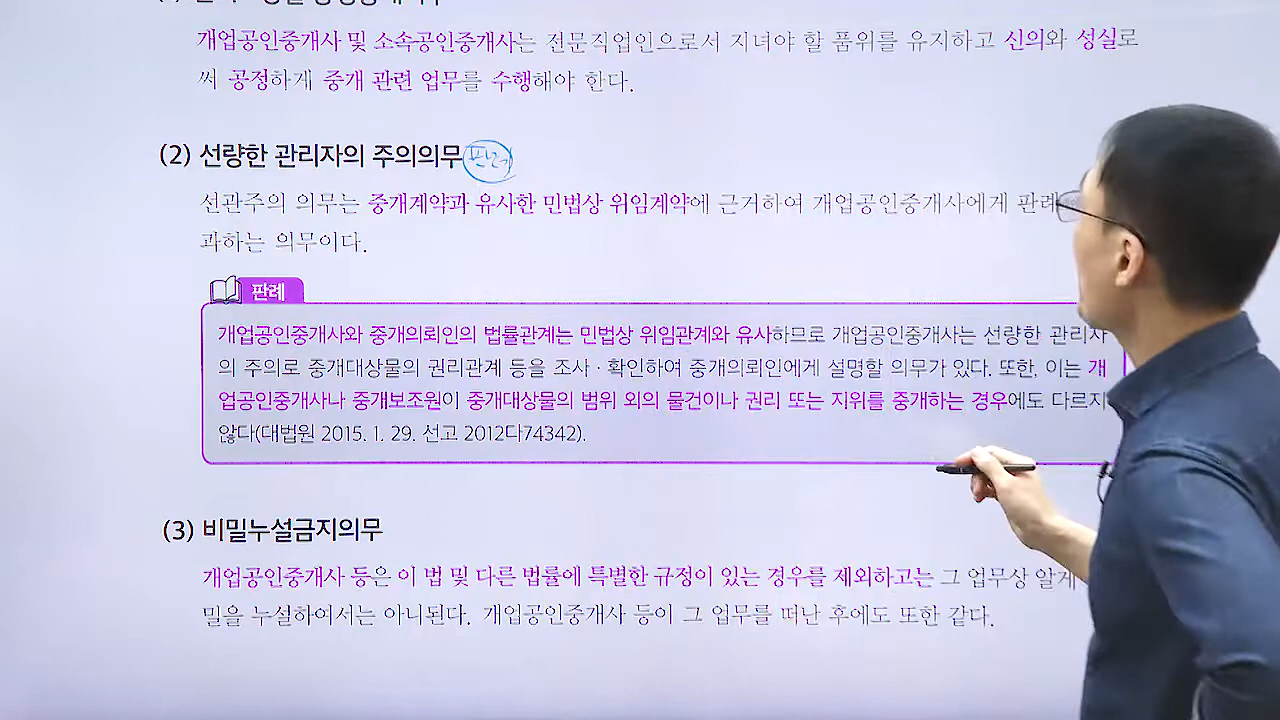 개업공인중개사 및 소속공인중개사는 전문직업인으로서 지녀야 할 품위를 유지하고 신의와 성실로
써 공정하게 중개 관련 업무를 수행해야 한다.
(2) 선량한 관리자의 주의의무 판례
선관주의 의무는 중개계약과 유사한 민법상 위임계약에 근거하여 개업공인중개사에게 판례
과하는 의무이다.
판례
개업공인중개사와 중개의뢰인의 법률관계는 민법상 위임관계와 유사하므로 개업공인중개사는 선량한 관리자
의 주의로 중개대상물의 권리관계 등을 조사·확인하여 중개의뢰인에게 설명할 의무가 있다. 또한, 이는 개
업공인중개사나 중개보조원이 중개대상물의 범위 외의 물건이나 권리 또는 지위를 중개하는 경우에도 다르지
않다(대법원 2015. 1. 29. 선고 2012다74342).
(3) 비밀누설금지의무
개업공인중개사 등은 이 법 및 다른 법률에 특별한 규정이 있는 경우를 제외하고는 그 업무상 알게
밀을 누설하여서는 아니된다. 개업공인중개사 등이 그 업무를 떠난 후에도 또한 같다.